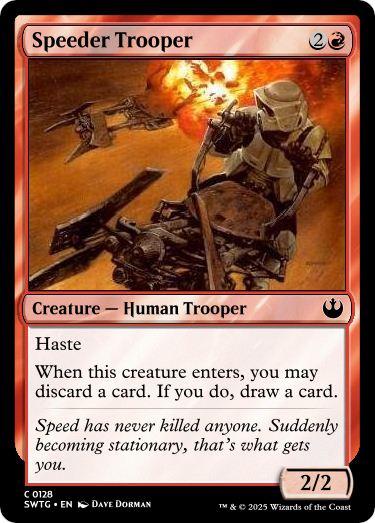 Speeder Trooper 2
Creature — Human Trooper
Haste
When this creature enters, you may
discard a card. If you do, draw a card.
Speed has never killed anyone. Suddenly
becoming stationary, that's what gets
you.
2/2
C 0128
SWTG • EN DAVE DORMAN
™ & © 2025 Wizards of the Coast